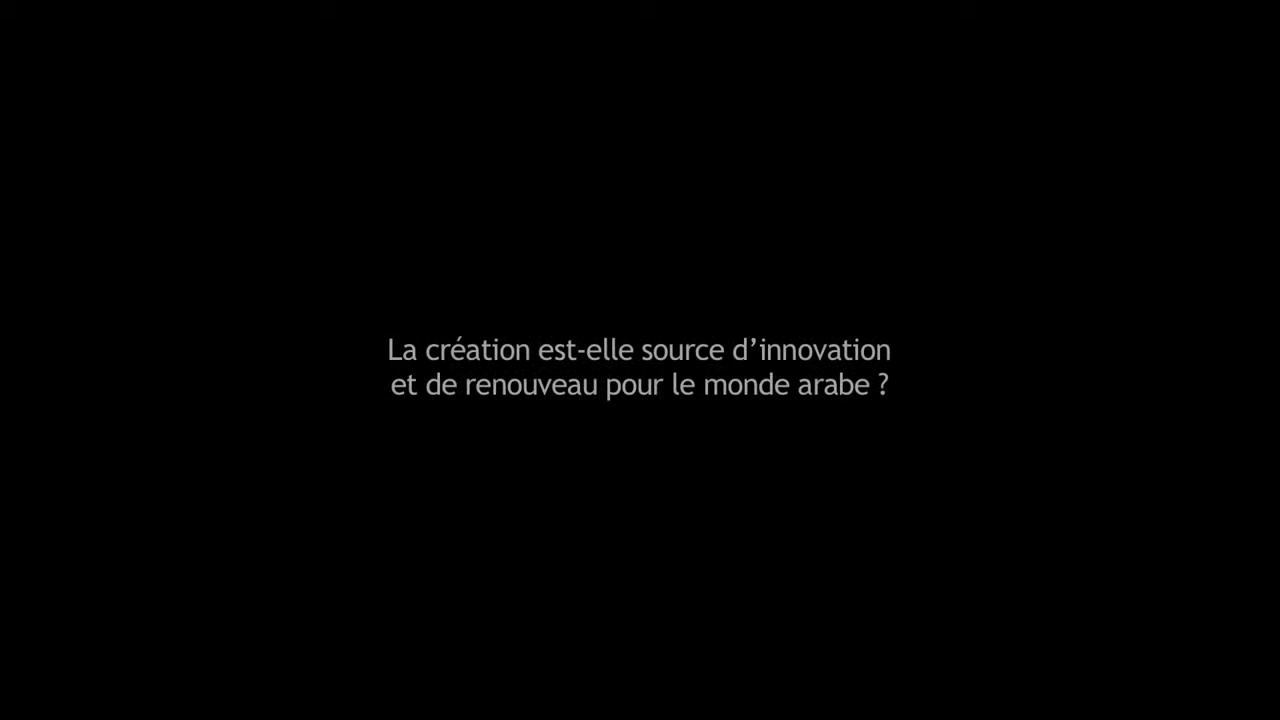 La création est-elle source d’innovation
et de renouveau pour le monde arabe ?